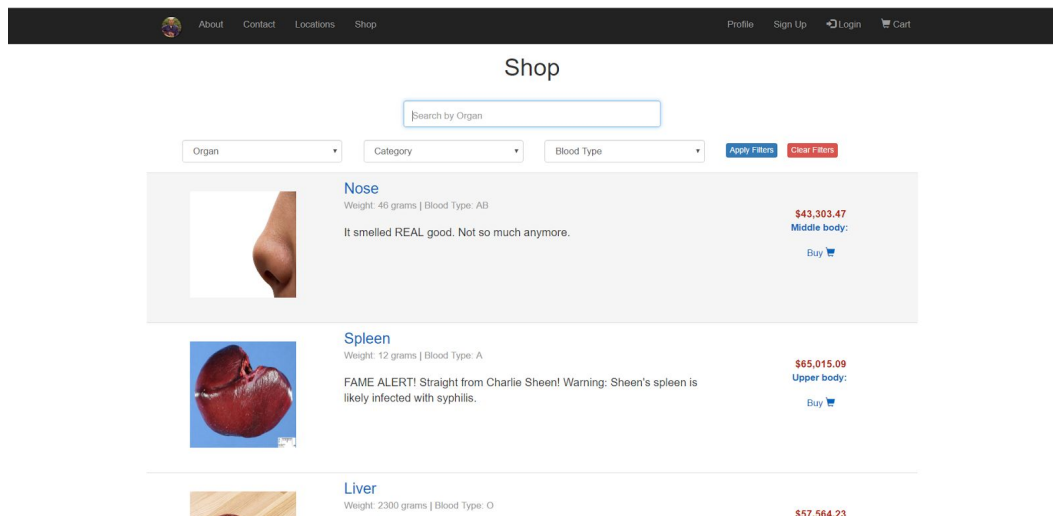 About Contact Locations Shop Profile Sign Up Login Cart
Shop
Search by Organ
Organ Category Blood Type Apply Filters Clear Filters
Nose
Weight: 46 grams | Blood Type: AB
It smelled REAL good. Not so much anymore.
$43,303.47
Middle body:
Buy
Spleen
Weight: 12 grams | Blood Type: A
FAME ALERT! Straight from Charlie Sheen! Warning: Sheen's spleen is
likely infected with syphilis.
$65,015.09
Upper body:
Buy
Liver
Weight: 2300 grams | Blood Type: O
$57,564.23